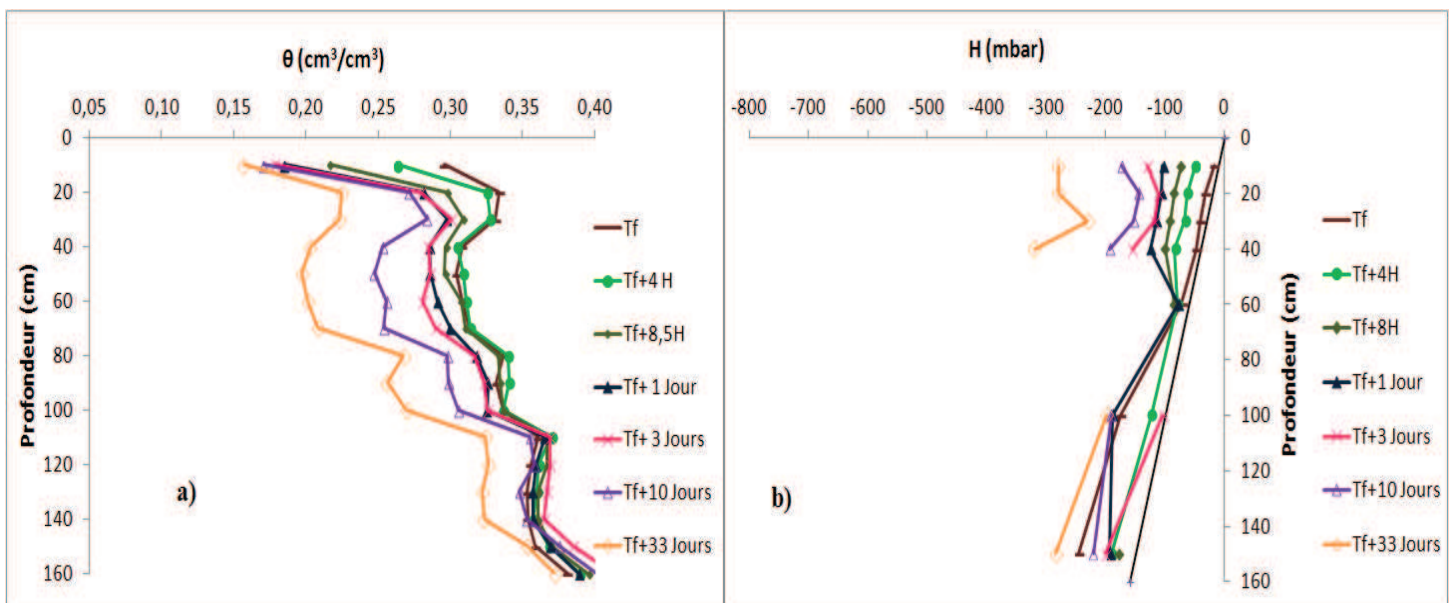 θ (cm³/cm³)
0,05 0,10 0,15 0,20 0,25 0,30 0,35 0,40
0
20
40
60
80
100
120
140
160
Profondeur (cm)
Tf
Tf+4 H
Tf+8,5H
Tf+ 1 Jour
Tf+ 3 Jours
Tf+10 Jours
Tf+33 Jours
a)
H (mbar)
-800 -700 -600 -500 -400 -300 -200 -100 0
0
20
40
60
80
100
120
140
160
Profondeur (cm)
Tf
Tf+4H
Tf+8H
Tf+1Jour
Tf+3Jours
Tf+10 Jours
Tf+33 Jours
b)